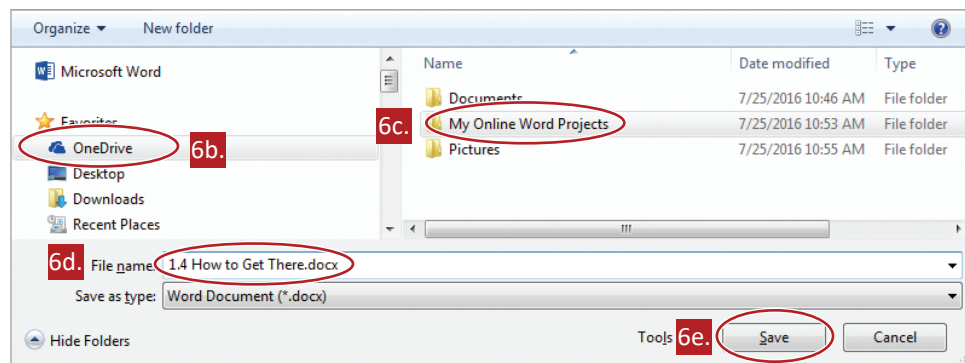 Organize New folder
Microsoft Word
Favorites
OneDrive 6b.
Desktop
Downloads
Recent Places
Name Date modified Type
Documents 7/25/2016 10:46 AM File folder
6c. My Online Word Projects 7/25/2016 10:53 AM File folder
Pictures 7/25/2016 10:55 AM File folder
6d. File name: 1.4 How to Get There.docx
Save as type: Word Document (*.docx)
Hide Folders
Tools 6e. Save Cancel